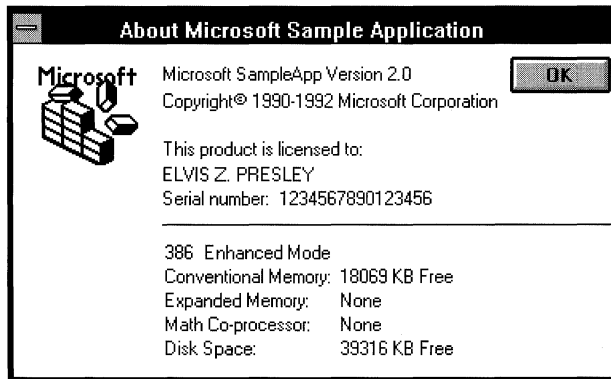 About Microsoft Sample Application
Microsoft
Microsoft SampleApp Version 2.0
Copyright© 1990-1992 Microsoft Corporation
OK
This product is licensed to:
ELVIS Z. PRESLEY
Serial number: 1234567890123456
386 Enhanced Mode
Conventional Memory: 18069 KB Free
Expanded Memory: None
Math Co-processor: None
Disk Space: 39316 KB Free